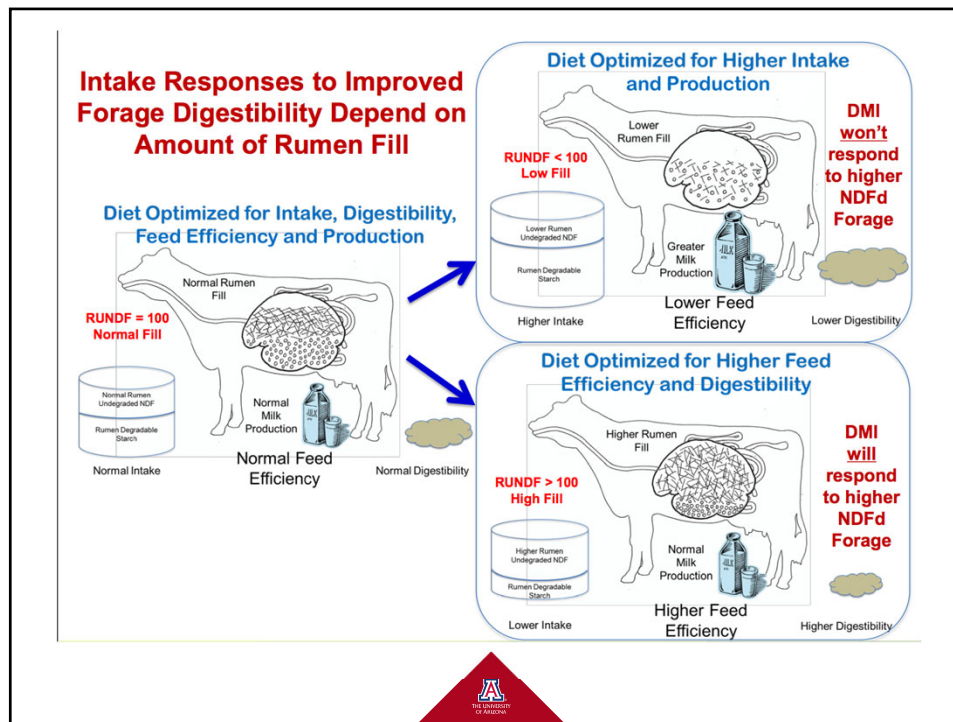 Intake Responses to Improved
Forage Digestibility Depend on
Amount of Rumen Fill
Diet Optimized for Intake, Digestibility,
Feed Efficiency and Production
Normal Rumen
Fill
RUNDF = 100
Normal Fill
Normal Rumen
Undegraded NDF
Rumen Degradable
Starch
Normal Intake
Normal
Milk
Production
Normal Feed
Efficiency
Normal Digestibility
Diet Optimized for Higher Intake
and Production
Lower
Rumen Fill
RUNDF < 100
Low Fill
Lower Rumen
Undegraded NDF
Rumen Degradable
Starch
Higher Intake
Greater
Milk
Production
Lower Feed
Efficiency
Lower Digestibility
DMI
won't
respond
to higher
NDFd
Forage
Diet Optimized for Higher Feed
Efficiency and Digestibility
Higher Rumen
Fill
RUNDF > 100
High Fill
Higher Rumen
Undegraded NDF
Rumen Degradable
Starch
Lower Intake
Normal
Milk
Production
Higher Feed
Efficiency
Higher Digestibility
DMI
will
respond
to higher
NDFd
Forage
A
THE UNIVERSITY
OF ARIZONA